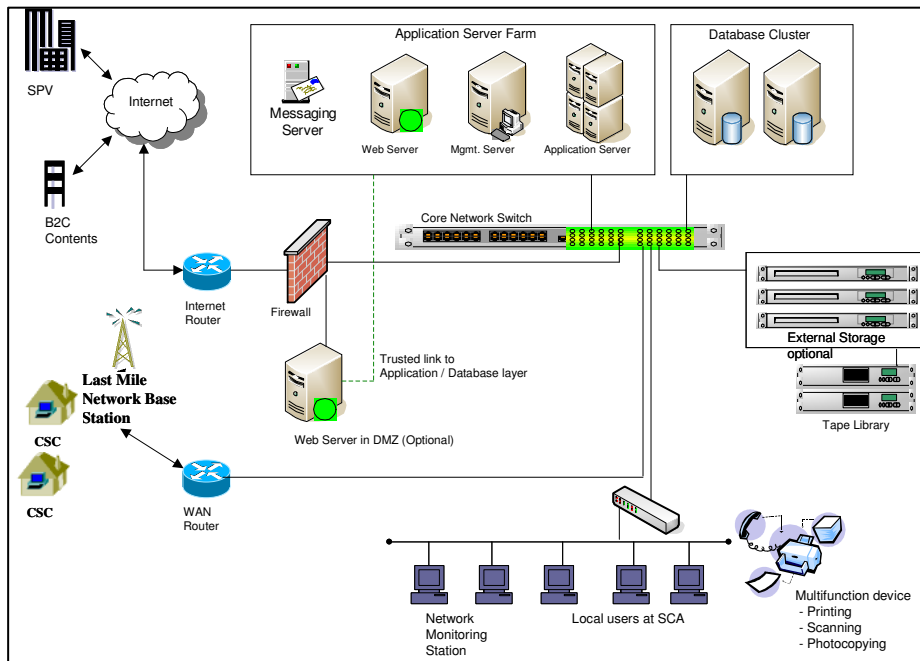 Application Server Farm
Database Cluster
SPV
Internet
Messaging
Server
Web Server
Mgmt. Server
Application Server
B2C
Contents
Core Network Switch
Internet
Router
Firewall
External Storage
optional
Tape Library
Trusted link to
Application / Database layer
Web Server in DMZ (Optional)
Last Mile
Network Base
Station
CSC
CSC
WAN
Router
Network
Monitoring
Station
Local users at SCA
Multifunction device
- Printing
- Scanning
- Photocopying